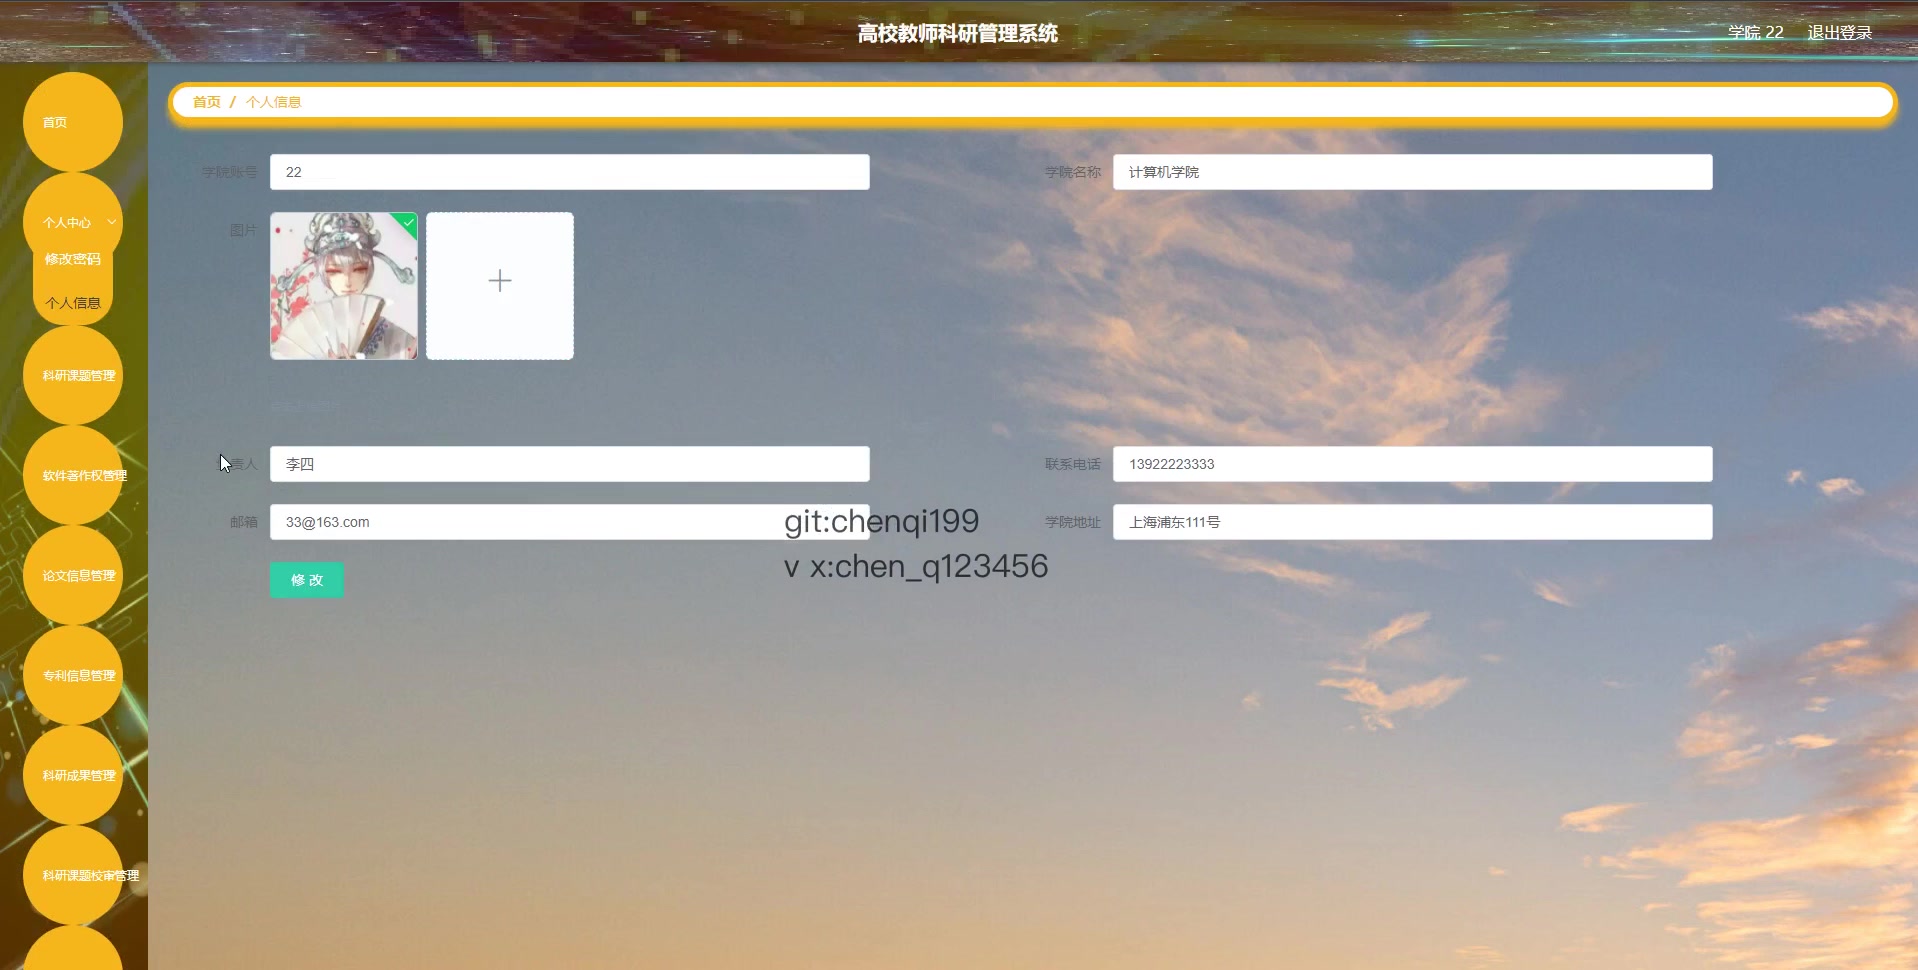 高校教师科研管理系统
学院 22 退出登录
首页 / 个人信息
首页
个人中心
修改密码
个人信息
科研课题管理
软件著作权管理
论文信息管理
专利信息管理
科研成果管理
科研课题校审管理
学院账号 22 学院名称 计算机学院
图片
责人 李四 联系电话 13922223333
邮箱 33@163.com 学院地址 上海浦东111号
git:chenqi199
v x:chen_q123456
修 改